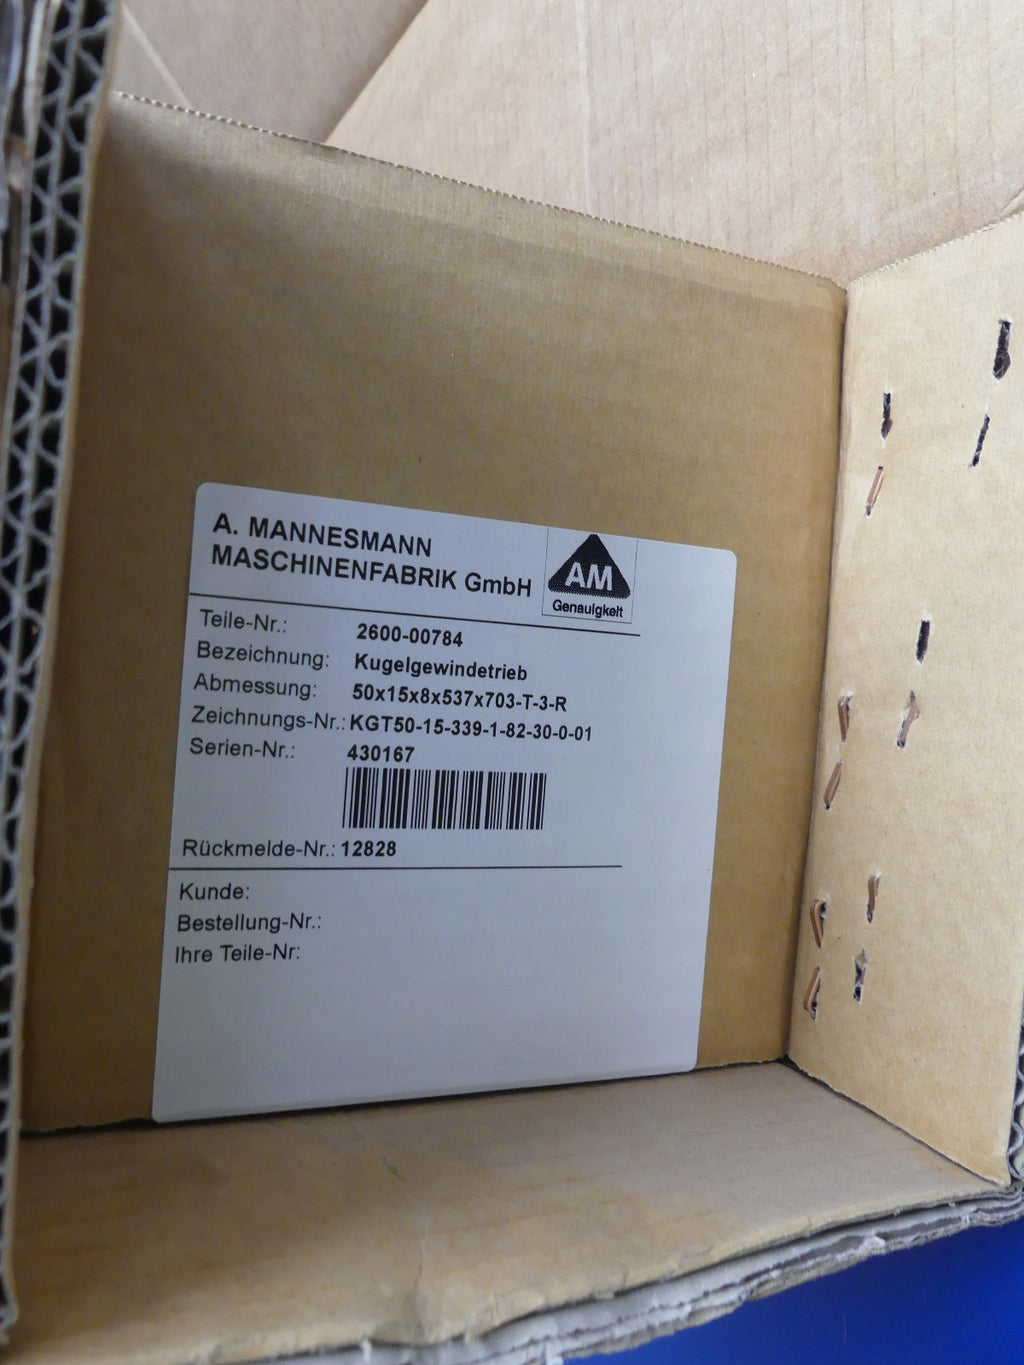 A. MANNESMANN
MASCHINENFABRIK GmbH
AM
Genauigkeit
Teile-Nr.: 2600-00784
Bezeichnung: Kugelgewindetrieb
Abmessung: 50x15x8x537x703-T-3-R
Zeichnungs-Nr.: KGT50-15-339-1-82-30-0-01
Serien-Nr.: 430167
Rückmelde-Nr.: 12828
Kunde:
Bestellung-Nr.:
Ihre Teile-Nr: